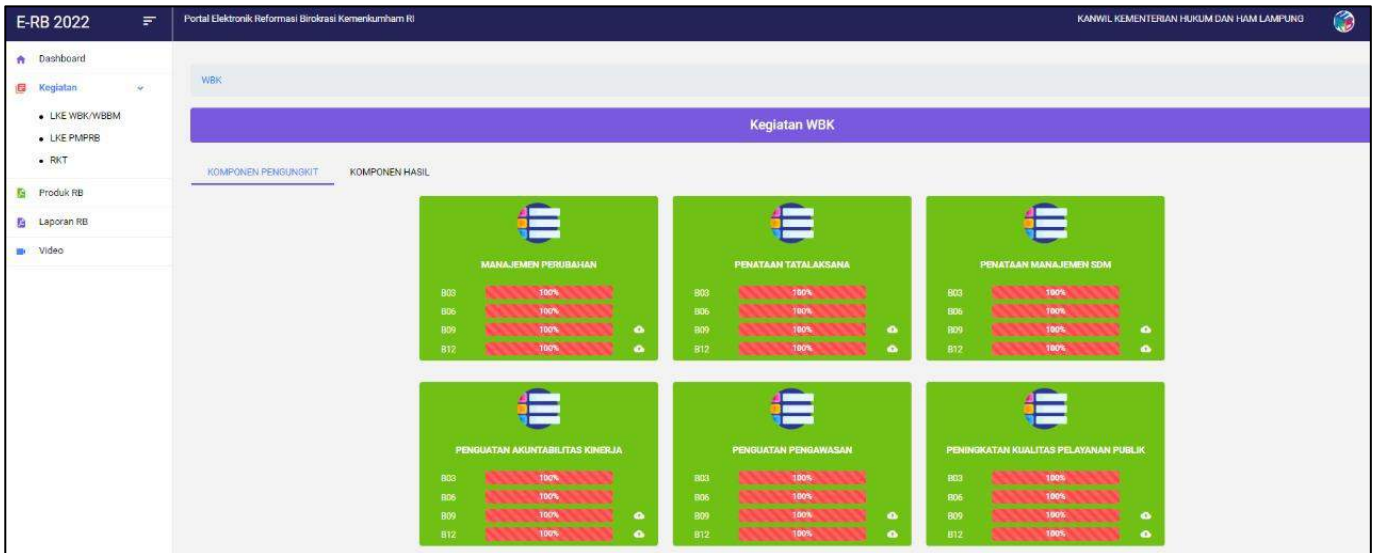 E-RB 2022
Portal Elektronik Reformasi Birokrasi Kemenkumham RI
KANWIL KEMENTERIAN HUKUM DAN HAM LAMPUNG
Dashboard
Kegiatan
LKE WBK/WBBM
LKE PMPRB
RKT
Produk RB
Laporan RB
Video
WBK
Kegiatan WBK
KOMPONEN PENGUNGKIT
KOMPONEN HASIL
MANAJEMEN PERUBAHAN
B03 100%
B06 100%
B09 100%
B12 100%
PENATAAN TATALAKSANA
B03 100%
B06 100%
B09 100%
B12 100%
PENATAAN MANAJEMEN SDM
B03 100%
B06 100%
B09 100%
B12 100%
PENGUATAN AKUNTABILITAS KINERJA
B03 100%
B06 100%
B09 100%
B12 100%
PENGUATAN PENGAWASAN
B03 100%
B06 100%
B09 100%
B12 100%
PENINGKATAN KUALITAS PELAYANAN PUBLIK
B03 100%
B06 100%
B09 100%
B12 100%